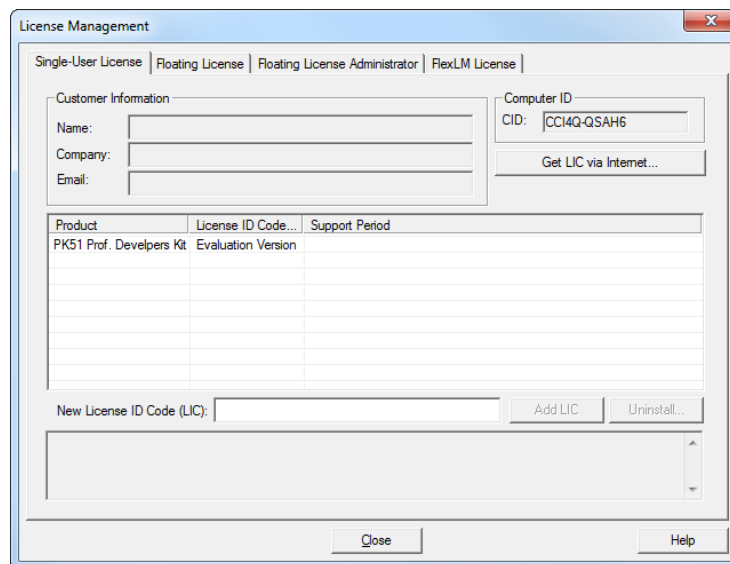 License Management
Single-User License Floating License Floating License Administrator FlexLM License
Customer Information
Name:
Company:
Email:
Computer ID
CID: CCI4Q-QSAH6
Get LIC via Internet...
Product License ID Code... Support Period
PK51 Prof. Develpers Kit Evaluation Version
New License ID Code (LIC): Add LIC Uninstall...
Close Help